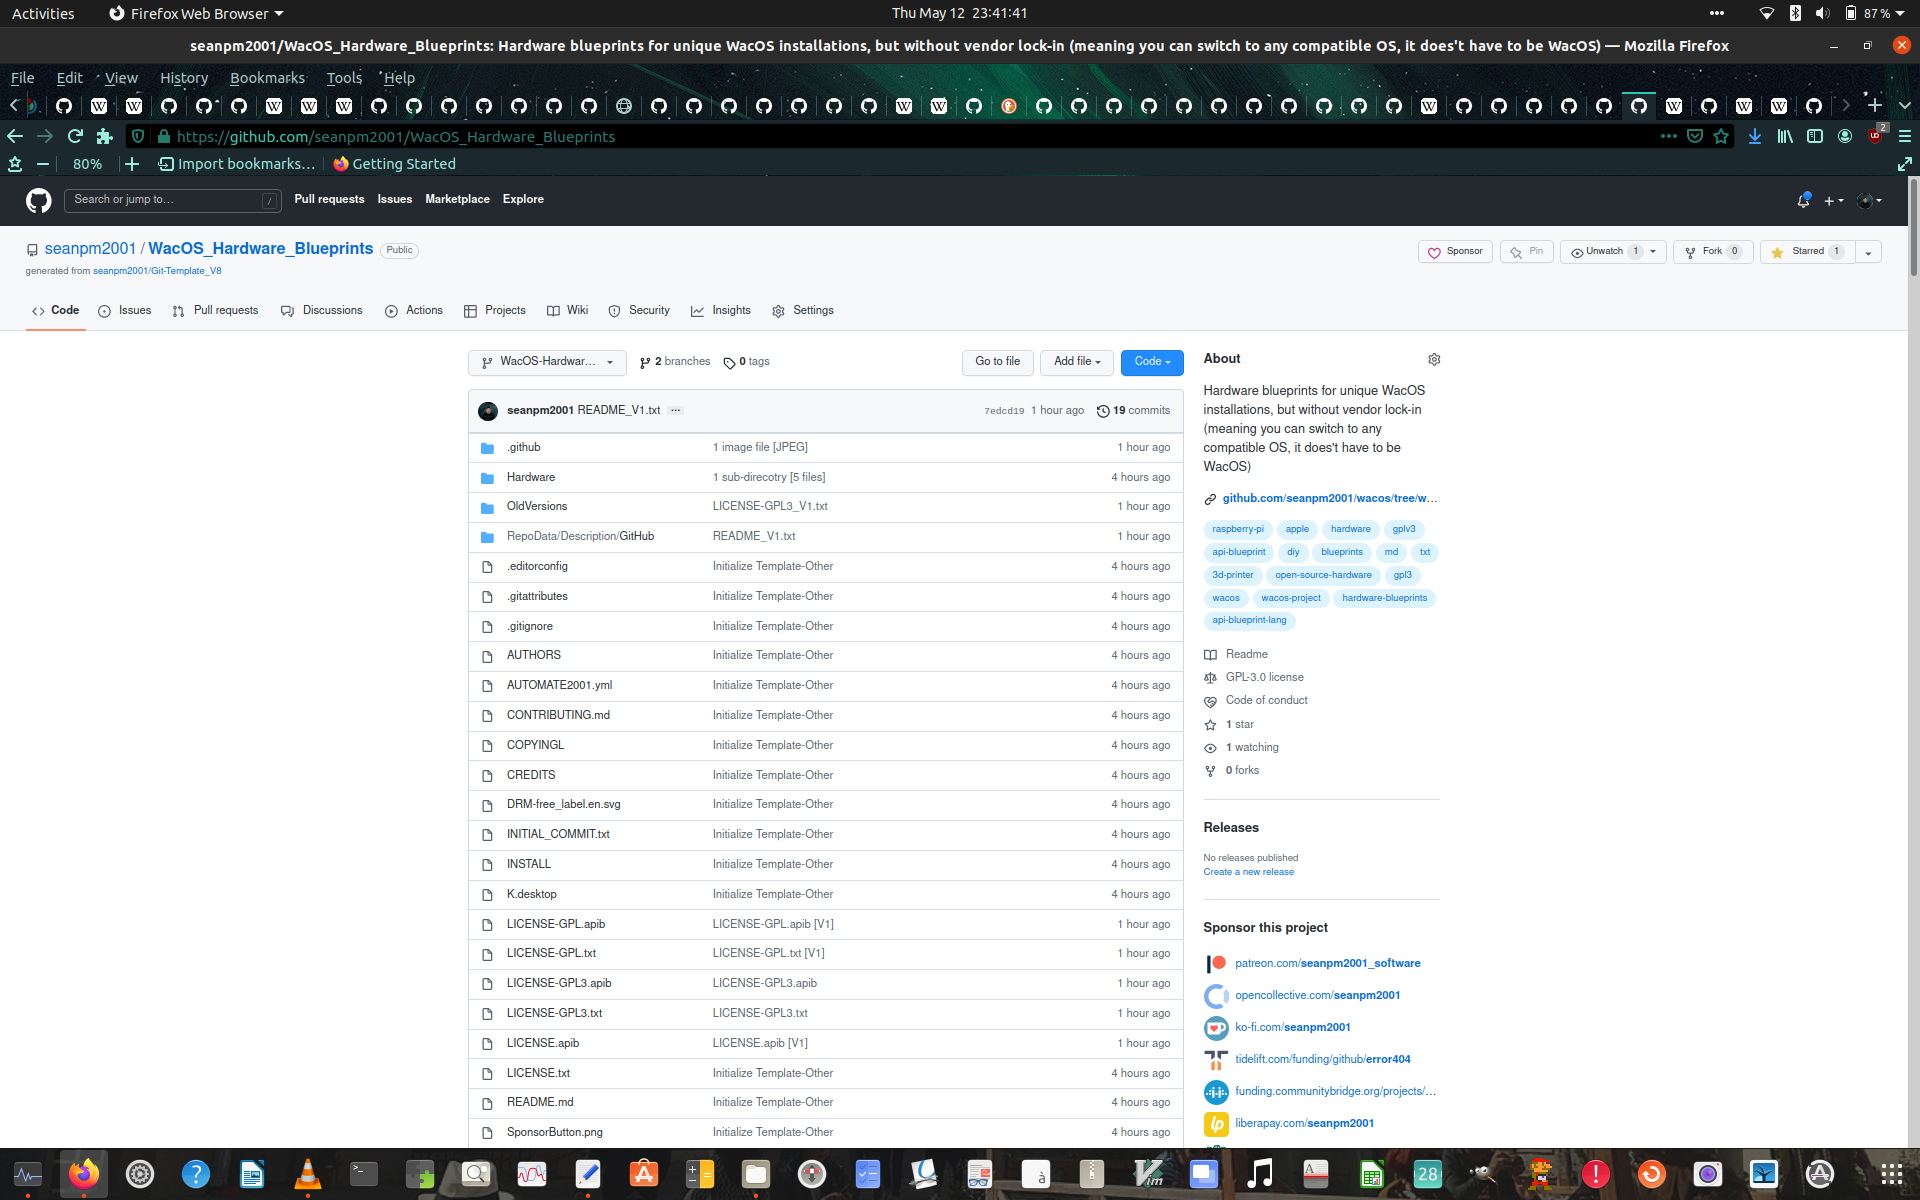 Activities Firefox Web Browser Thu May 12 23:41:41 87 %
seanpm2001/WacOS_Hardware_Blueprints: Hardware blueprints for unique WacOS installations, but without vendor lock-in (meaning you can switch to any compatible OS, it does't have to be WacOS) — Mozilla Firefox
File Edit View History Bookmarks Tools Help
https://github.com/seanpm2001/WacOS_Hardware_Blueprints 2
80% Import bookmarks... Getting Started
Search or jump to... / Pull requests Issues Marketplace Explore
seanpm2001 / WacOS_Hardware_Blueprints Public
Sponsor Pin Unwatch 1 Fork 0 Starred 1
generated from seanpm2001/Git-Template_V8
Code Issues Pull requests Discussions Actions Projects Wiki Security Insights Settings
WacOS-Hardwar... 2 branches 0 tags Go to file Add file Code
seanpm2001 README_V1.txt ... 7edcd19 1 hour ago 19 commits
.github 1 image file [JPEG] 1 hour ago
Hardware 1 sub-direcotry [5 files] 4 hours ago
OldVersions LICENSE-GPL3_V1.txt 1 hour ago
RepoData/Description/GitHub README_V1.txt 1 hour ago
.editorconfig Initialize Template-Other 4 hours ago
.gitattributes Initialize Template-Other 4 hours ago
.gitignore Initialize Template-Other 4 hours ago
AUTHORS Initialize Template-Other 4 hours ago
AUTOMATE2001.yml Initialize Template-Other 4 hours ago
CONTRIBUTING.md Initialize Template-Other 4 hours ago
COPYINGL Initialize Template-Other 4 hours ago
CREDITS Initialize Template-Other 4 hours ago
DRM-free_label.en.svg Initialize Template-Other 4 hours ago
INITIAL_COMMIT.txt Initialize Template-Other 4 hours ago
INSTALL Initialize Template-Other 4 hours ago
K.desktop Initialize Template-Other 4 hours ago
LICENSE-GPL.apib LICENSE-GPL.apib [V1] 1 hour ago
LICENSE-GPL.txt LICENSE-GPL.txt [V1] 1 hour ago
LICENSE-GPL3.apib LICENSE-GPL3.apib 1 hour ago
LICENSE-GPL3.txt LICENSE-GPL3.txt 1 hour ago
LICENSE.apib LICENSE.apib [V1] 1 hour ago
LICENSE.txt Initialize Template-Other 4 hours ago
README.md Initialize Template-Other 4 hours ago
SponsorButton.png Initialize Template-Other 4 hours ago
About
Hardware blueprints for unique WacOS
installations, but without vendor lock-in
(meaning you can switch to any
compatible OS, it does't have to be
WacOS)
github.com/seanpm2001/wacos/tree/w...
raspberry-pi apple hardware gplv3
api-blueprint diy blueprints md txt
3d-printer open-source-hardware gpl3
wacos wacos-project hardware-blueprints
api-blueprint-lang
Readme
GPL-3.0 license
Code of conduct
1 star
1 watching
0 forks
Releases
No releases published
Create a new release
Sponsor this project
patreon.com/seanpm2001_software
opencollective.com/seanpm2001
ko-fi.com/seanpm2001
tidelift.com/funding/github/error404
funding.communitybridge.org/projects/...
liberapay.com/seanpm2001
28